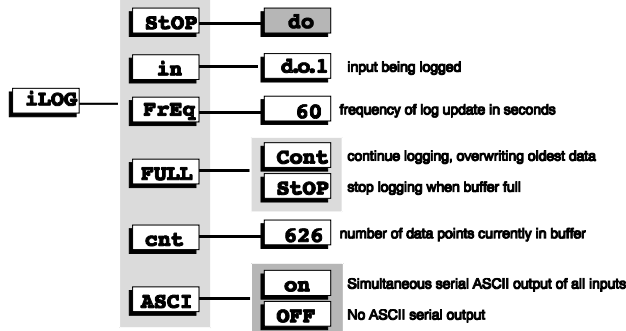 StOP do
in d.o.1 input being logged
iLOG
FrEq 60 frequency of log update in seconds
FULL
Cont continue logging, overwriting oldest data
StOP stop logging when buffer full
cnt 626 number of data points currently in buffer
ASCI
on Simultaneous serial ASCII output of all inputs
OFF No ASCII serial output